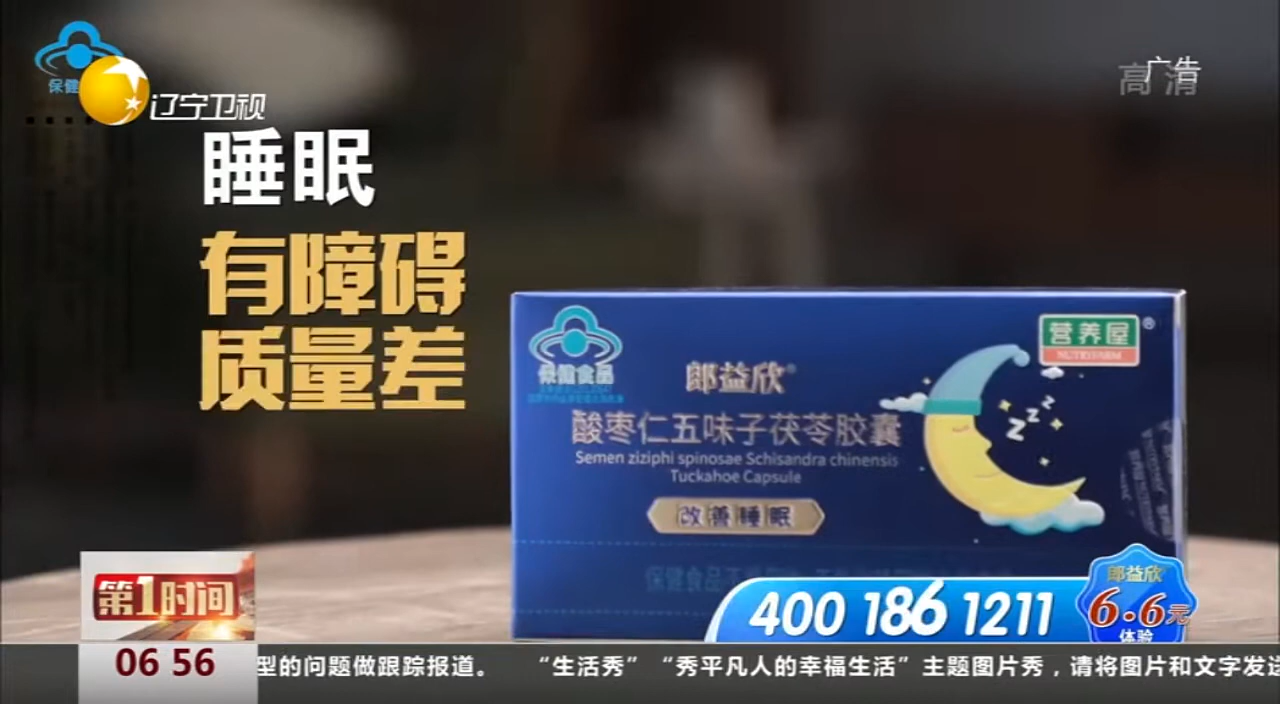 保健
辽宁卫视
高清
广告
睡眠
有障碍
质量差
保健食品
郎益欣®
营养屋®
NUTRIFARM
酸枣仁五味子茯苓胶囊
Semen ziziphi spinosae Schisandra chinensis
Tuckahoe Capsule
zzz
改善睡眠
400 186 1211
郎益欣
6.6元
体验
第1时间
06 56
型的问题做跟踪报道。 “生活秀”“秀平凡人的幸福生活”主题图片秀，请将图片和文字发送